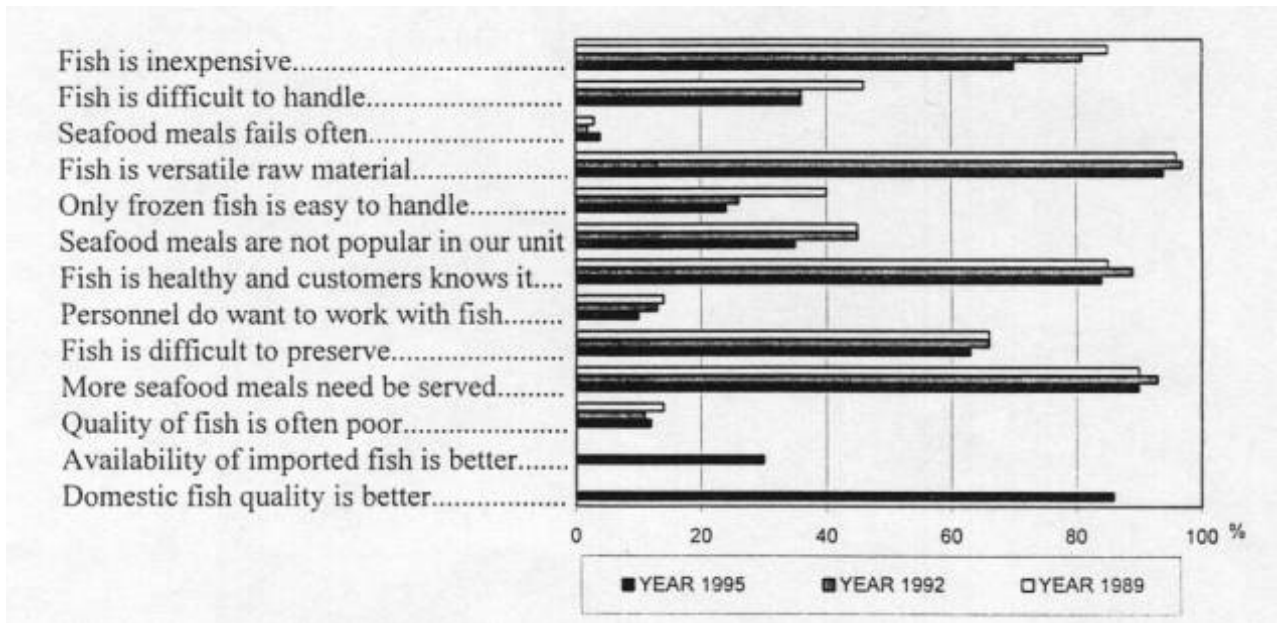 Fish is inexpensive...................................
Fish is difficult to handle.........................
Seafood meals fails often.........................
Fish is versatile raw material....................
Only frozen fish is easy to handle............
Seafood meals are not popular in our unit
Fish is healthy and customers knows it....
Personnel do want to work with fish........
Fish is difficult to preserve......................
More seafood meals need be served.........
Quality of fish is often poor.....................
Availability of imported fish is better.......
Domestic fish quality is better.................
0 20 40 60 80 100 %
YEAR 1995 YEAR 1992 YEAR 1989